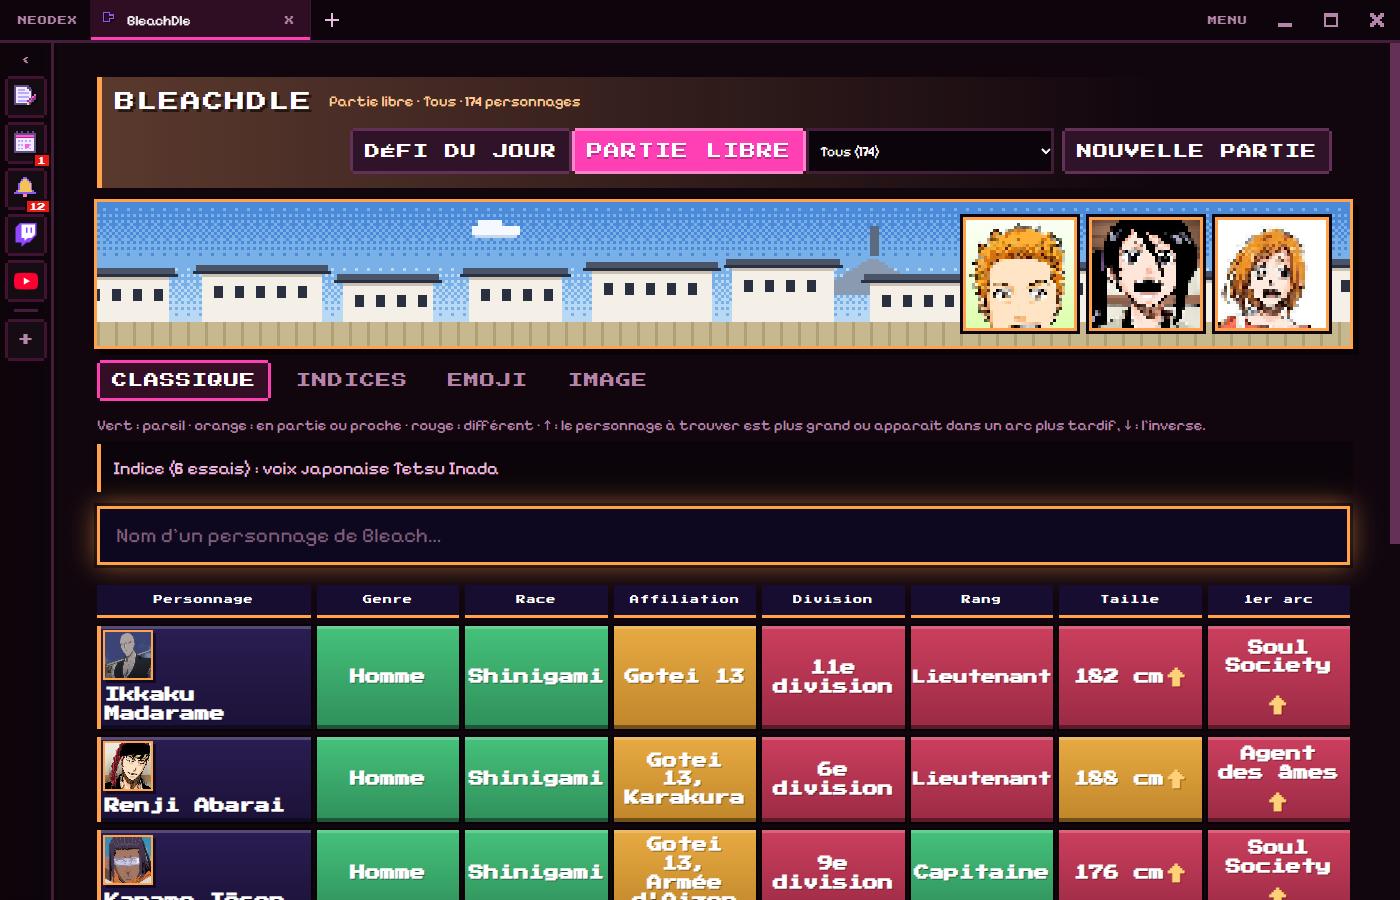 NEODEX
BleachDle
MENU
1
12
BLEACHDLE
Partie libre · Tous · 174 personnages
DéFI DU JOUR
PARTIE LIBRE
Tous (174)
NOUVELLE PARTIE
CLASSIQUE
INDICES
EMOJI
IMAGE
Vert : pareil · orange : en partie ou proche · rouge : différent · ↑ : le personnage à trouver est plus grand ou apparait dans un arc plus tardif, ↓ : l'inverse.
Indice (6 essais) : voix japonaise Tetsu Inada
Nom d'un personnage de Bleach...
Personnage Genre Race Affiliation Division Rang Taille 1er arc
Ikkaku
Madarame
Homme
Shinigami
Gotei 13
11e
division
Lieutenant
182 cm ↑
Soul
Society
↑
Renji Abarai
Homme
Shinigami
Gotei
13,
Karakura
6e
division
Lieutenant
188 cm ↑
Agent
des âmes
↑
Kaname Tōsen
Homme
Shinigami
Gotei
13,
Armée
d'Aizen
9e
division
Capitaine
176 cm ↑
Soul
Society
↑